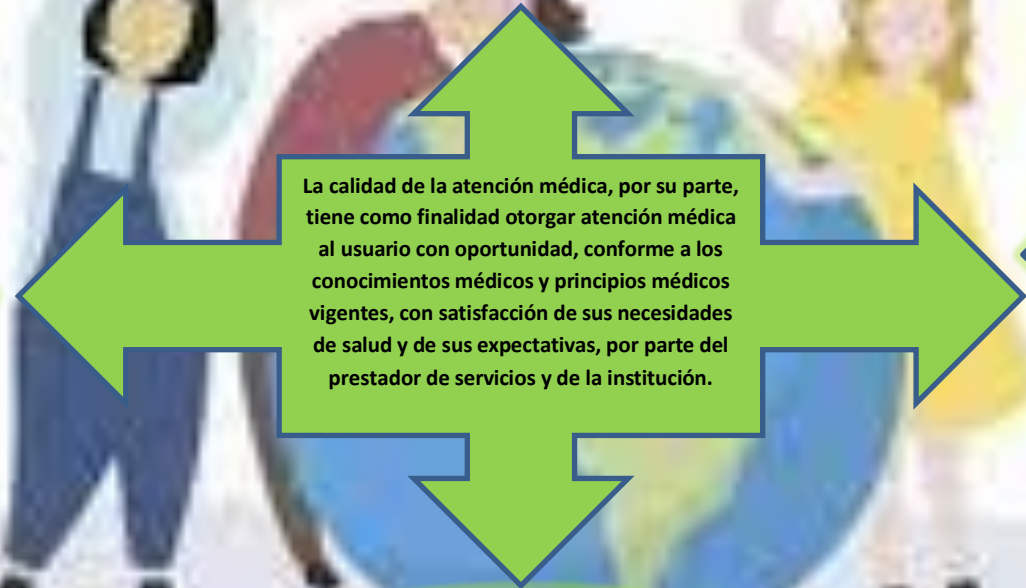 La calidad de la atención médica, por su parte,
tiene como finalidad otorgar atención médica
al usuario con oportunidad, conforme a los
conocimientos médicos y principios médicos
vigentes, con satisfacción de sus necesidades
de salud y de sus expectativas, por parte del
prestador de servicios y de la institución.